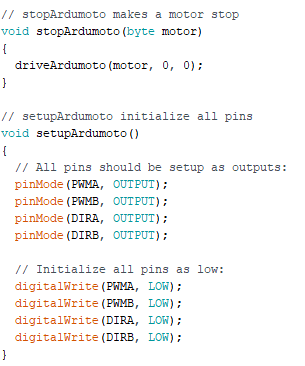 // stopArdumoto makes a motor stop
void stopArdumoto(byte motor)
{
  driveArdumoto(motor, 0, 0);
}

// setupArdumoto initialize all pins
void setupArdumoto()
{
  // All pins should be setup as outputs:
  pinMode(PWMA, OUTPUT);
  pinMode(PWMB, OUTPUT);
  pinMode(DIRA, OUTPUT);
  pinMode(DIRB, OUTPUT);

  // Initialize all pins as low:
  digitalWrite(PWMA, LOW);
  digitalWrite(PWMB, LOW);
  digitalWrite(DIRA, LOW);
  digitalWrite(DIRB, LOW);
}